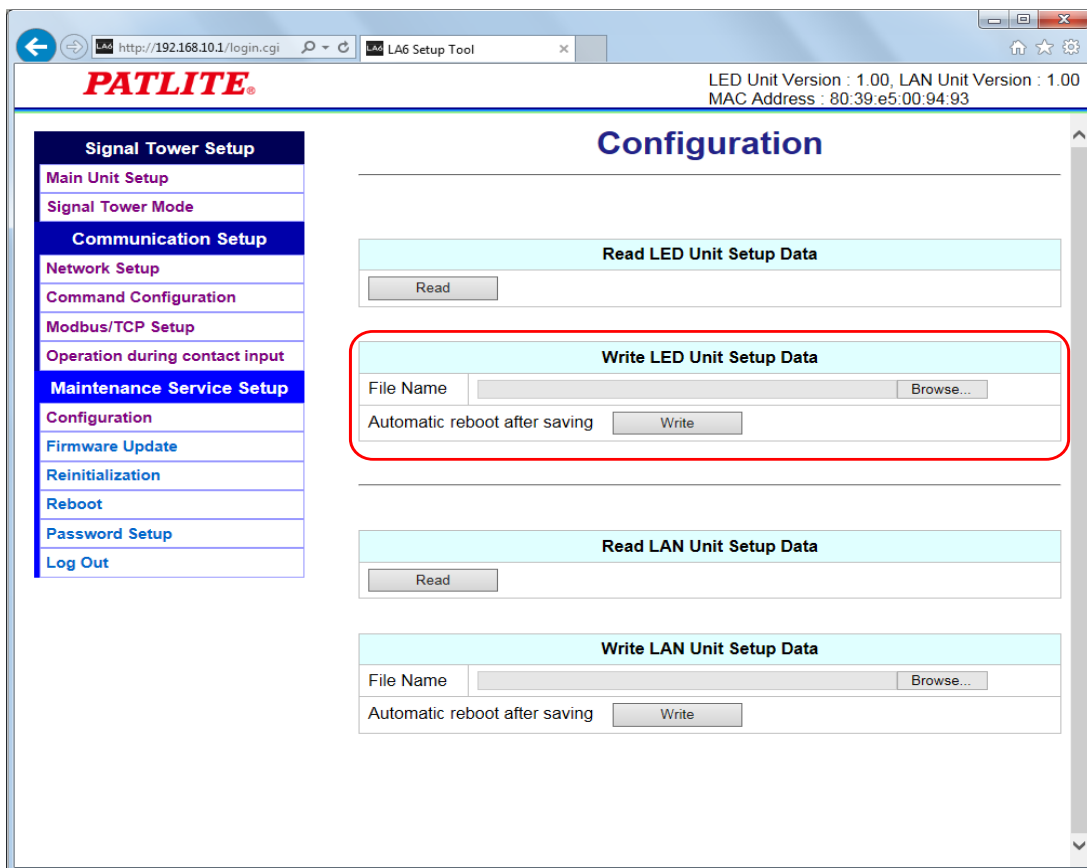 http://192.168.10.1/login.cgi
LA6 Setup Tool
PATLITE®
LED Unit Version : 1.00, LAN Unit Version : 1.00
MAC Address : 80:39:e5:00:94:93
Signal Tower Setup
Main Unit Setup
Signal Tower Mode
Communication Setup
Network Setup
Command Configuration
Modbus/TCP Setup
Operation during contact input
Maintenance Service Setup
Configuration
Firmware Update
Reinitialization
Reboot
Password Setup
Log Out
Configuration
Read LED Unit Setup Data
Read
Write LED Unit Setup Data
File Name Browse...
Automatic reboot after saving Write
Read LAN Unit Setup Data
Read
Write LAN Unit Setup Data
File Name Browse...
Automatic reboot after saving Write